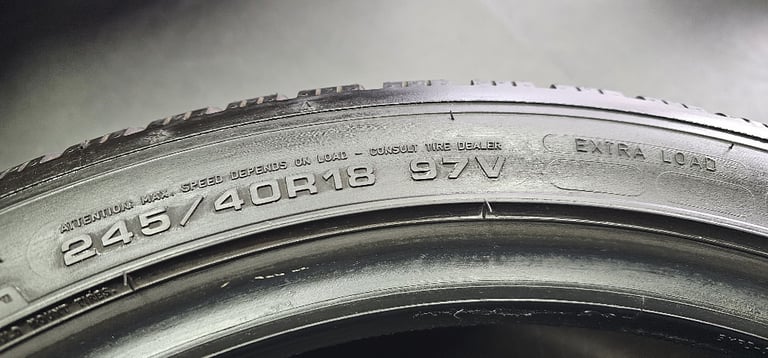 ATTENTION: MAX. SPEED DEPENDS ON LOAD - CONSULT TIRE DEALER
245/40R18 97V
EXTRA LOAD